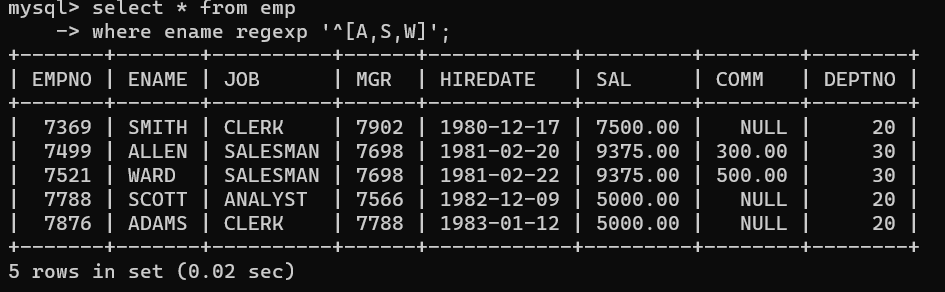 mysql> select * from emp
    -> where ename regexp '^[A,S,W]';
+-------+-------+----------+------+------------+---------+--------+--------+
| EMPNO | ENAME | JOB      | MGR  | HIREDATE   | SAL     | COMM   | DEPTNO |
+-------+-------+----------+------+------------+---------+--------+--------+
|  7369 | SMITH | CLERK    | 7902 | 1980-12-17 | 7500.00 |   NULL |     20 |
|  7499 | ALLEN | SALESMAN | 7698 | 1981-02-20 | 9375.00 | 300.00 |     30 |
|  7521 | WARD  | SALESMAN | 7698 | 1981-02-22 | 9375.00 | 500.00 |     30 |
|  7788 | SCOTT | ANALYST  | 7566 | 1982-12-09 | 5000.00 |   NULL |     20 |
|  7876 | ADAMS | CLERK    | 7788 | 1983-01-12 | 5000.00 |   NULL |     20 |
+-------+-------+----------+------+------------+---------+--------+--------+
5 rows in set (0.02 sec)